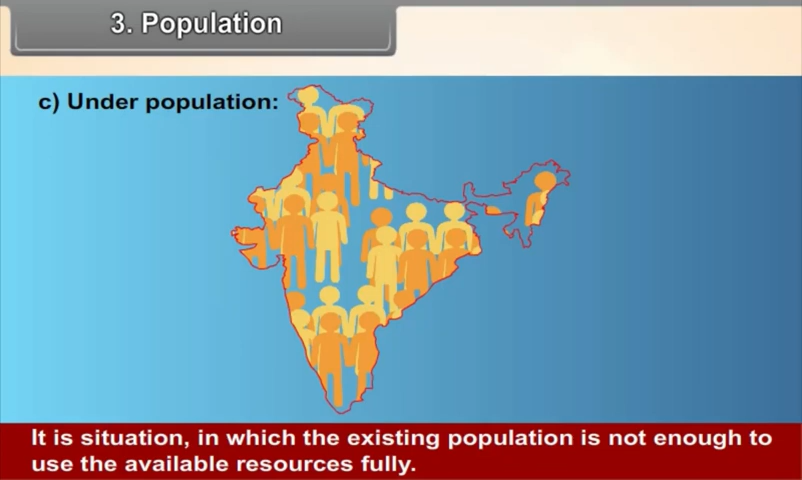 3. Population
c) Under population:
It is situation, in which the existing population is not enough to
use the available resources fully.